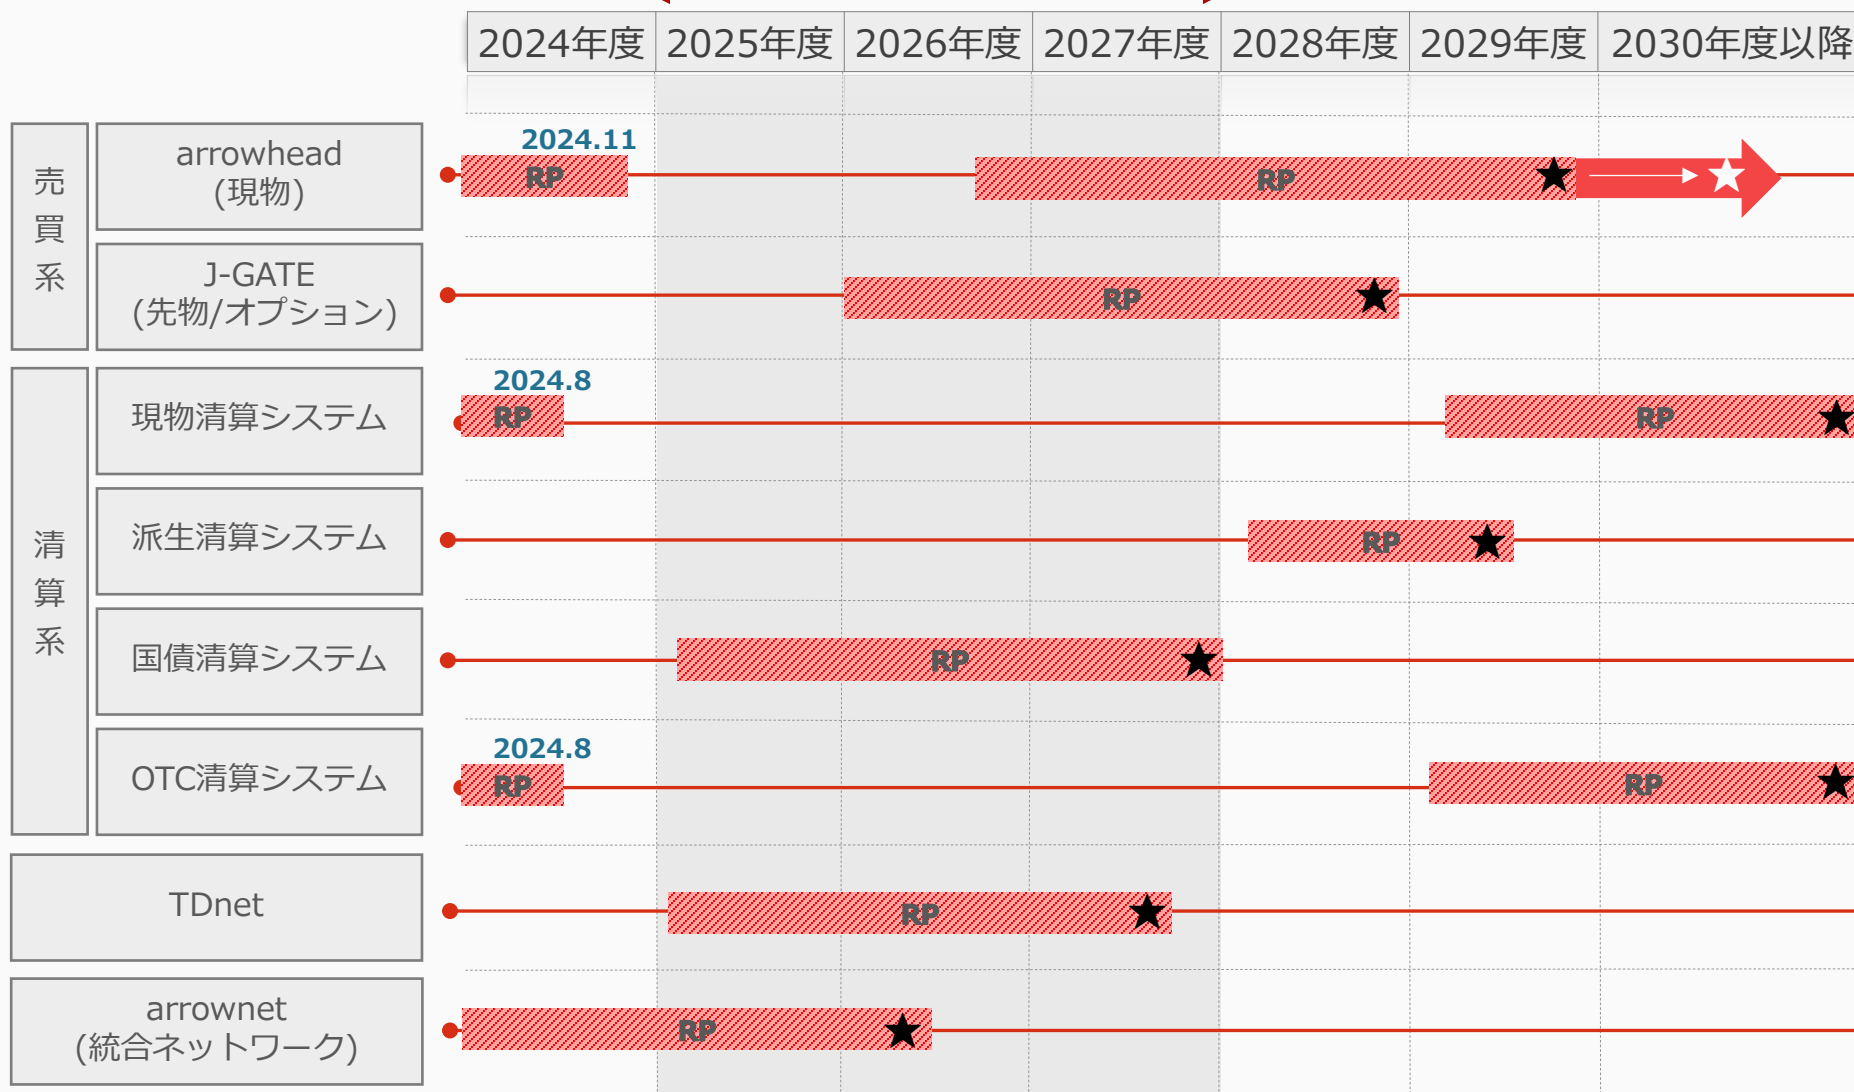 2024年度 2025年度 2026年度 2027年度 2028年度 2029年度 2030年度以降
売買系
arrowhead
(現物)
2024.11
RP
RP
J-GATE
(先物/オプション)
RP
清算系
現物清算システム
2024.8
RP
RP
派生清算システム
RP
国債清算システム
RP
OTC清算システム
2024.8
RP
RP
TDnet
RP
arrownet
(統合ネットワーク)
RP